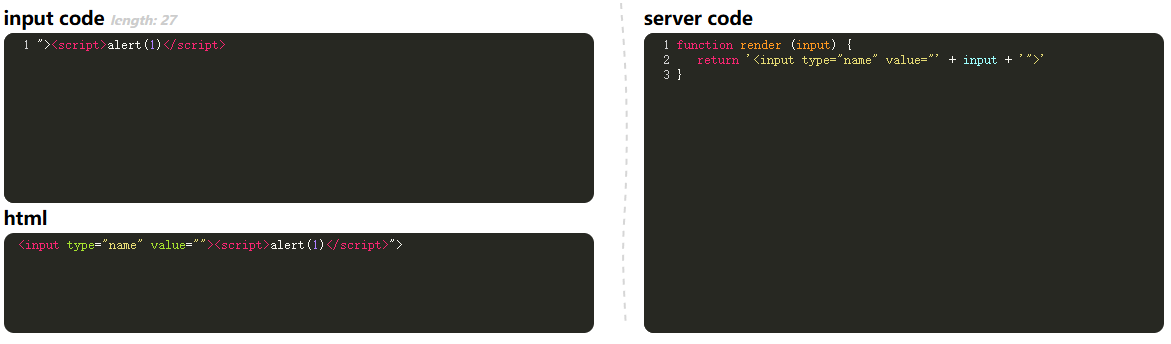 input code length: 27
1 "><script>alert(1)</script>
html
<input type="name" value=""><script>alert(1)</script>">
server code
1 function render (input) {
2 return '<input type="name" value="' + input + '">'
3 }